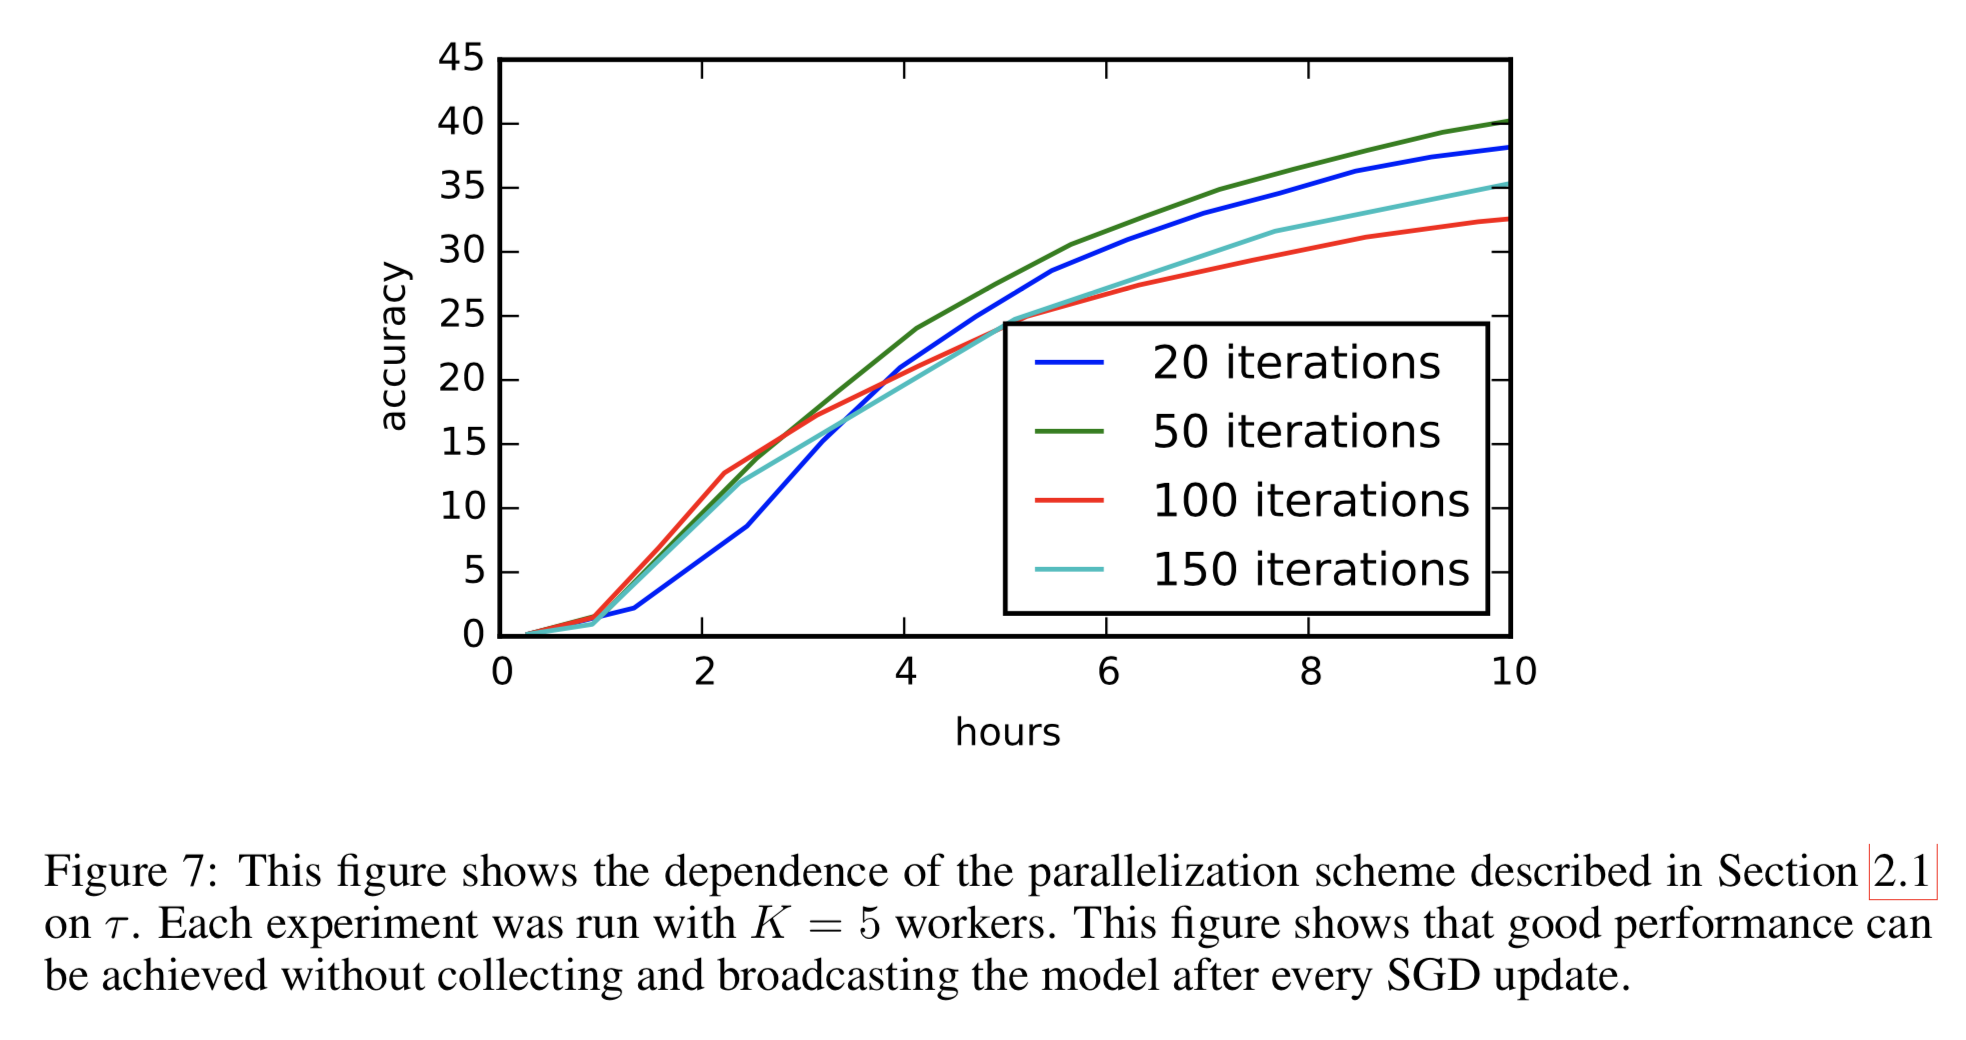 45
40
35
30
25
20
15
10
5
0
accuracy
0 2 4 6 8 10
hours
20 iterations
50 iterations
100 iterations
150 iterations
Figure 7: This figure shows the dependence of the parallelization scheme described in Section 2.1
on τ. Each experiment was run with K = 5 workers. This figure shows that good performance can
be achieved without collecting and broadcasting the model after every SGD update.